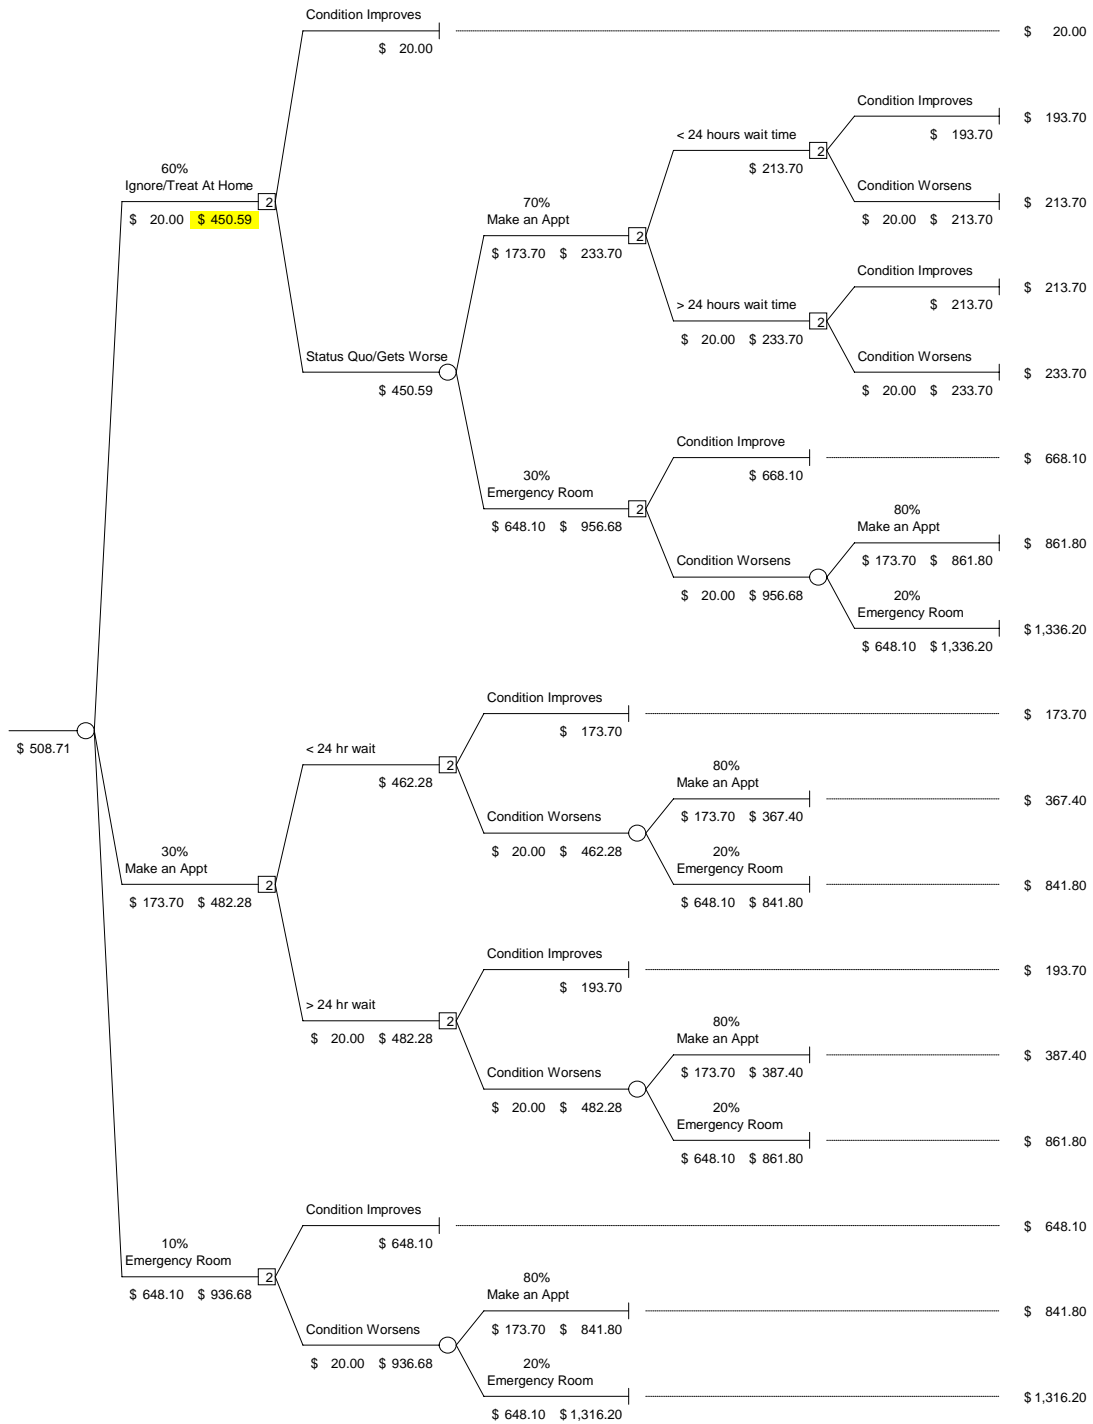 Condition Improves
$ 20.00
$ 20.00
Condition Improves
$ 193.70
$ 193.70
< 24 hours wait time
2
$ 213.70
60%
Ignore/Treat At Home
2
$ 20.00 $ 450.59
Condition Worsens
$ 213.70
$ 20.00 $ 213.70
70%
Make an Appt
2
$ 173.70 $ 233.70
Condition Improves
$ 213.70
$ 213.70
> 24 hours wait time
2
$ 20.00 $ 233.70
Status Quo/Gets Worse
$ 450.59
Condition Worsens
$ 233.70
$ 20.00 $ 233.70
Condition Improve
$ 668.10
$ 668.10
30%
Emergency Room
2
$ 648.10 $ 956.68
80%
Make an Appt
$ 861.80
$ 173.70 $ 861.80
Condition Worsens
$ 20.00 $ 956.68
20%
Emergency Room
$ 1,336.20
$ 648.10 $ 1,336.20
Condition Improves
$ 173.70
$ 173.70
$ 508.71
< 24 hr wait
2
$ 462.28
80%
Make an Appt
$ 367.40
$ 173.70 $ 367.40
Condition Worsens
$ 20.00 $ 462.28
30%
Make an Appt
2
$ 173.70 $ 482.28
20%
Emergency Room
$ 841.80
$ 648.10 $ 841.80
Condition Improves
$ 193.70
$ 193.70
> 24 hr wait
2
$ 20.00 $ 482.28
80%
Make an Appt
$ 387.40
$ 173.70 $ 387.40
Condition Worsens
$ 20.00 $ 482.28
20%
Emergency Room
$ 861.80
$ 648.10 $ 861.80
Condition Improves
$ 648.10
$ 648.10
10%
Emergency Room
2
$ 648.10 $ 936.68
80%
Make an Appt
$ 841.80
$ 173.70 $ 841.80
Condition Worsens
$ 20.00 $ 936.68
20%
Emergency Room
$ 1,316.20
$ 648.10 $ 1,316.20